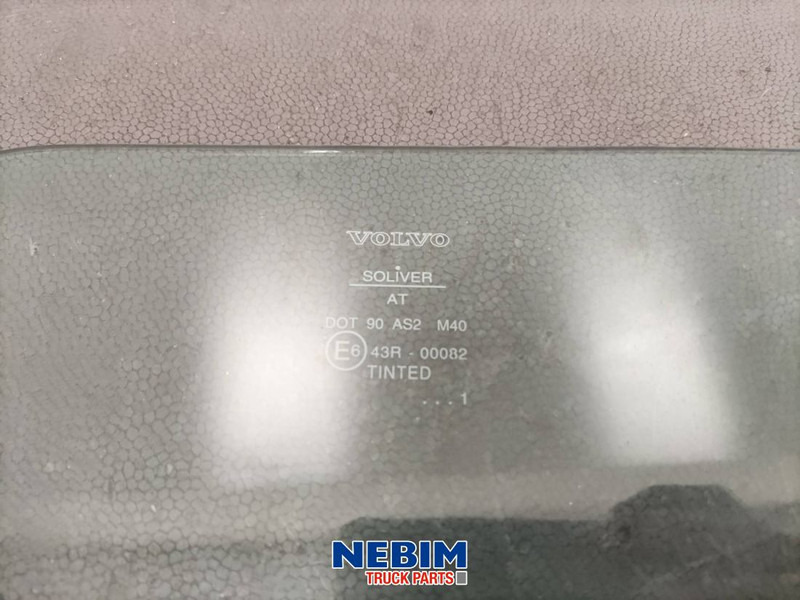 VOLVO
SOLiVER
AT
DOT 90 AS2 M40
E6 43R - 00082
TINTED
. . . 1
NEBIM
TRUCK PARTS